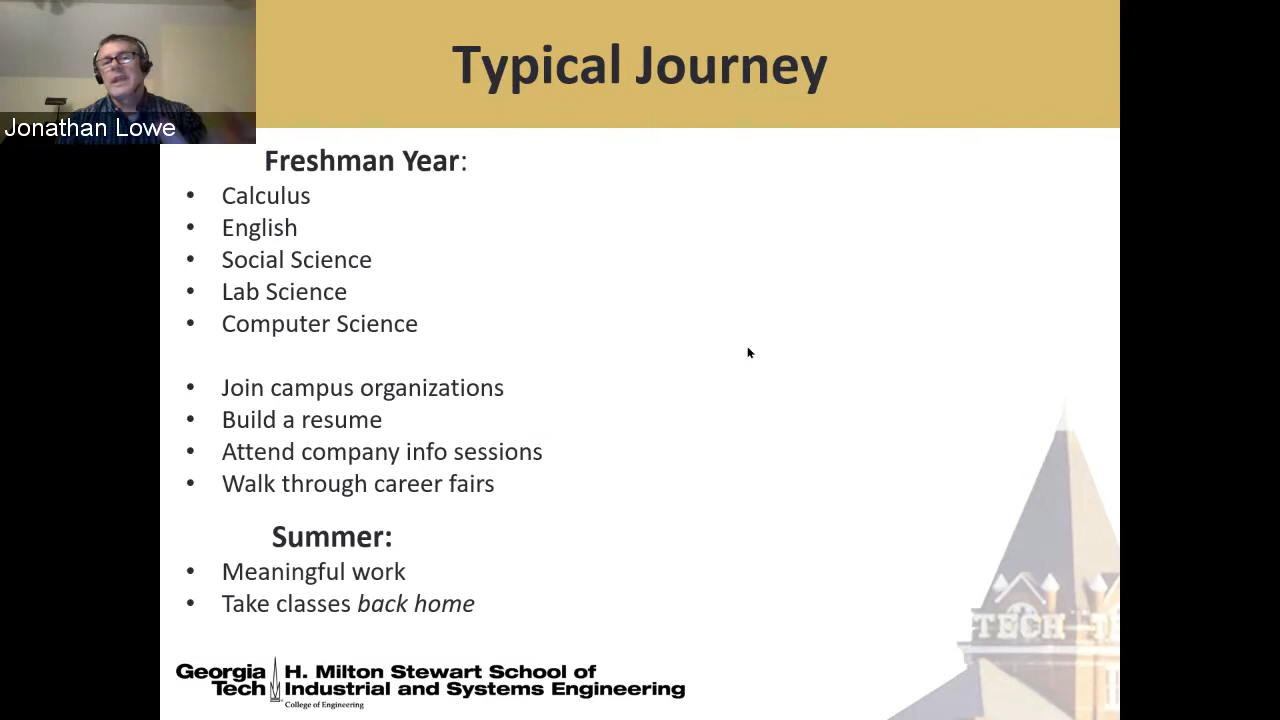 Typical Journey
Jonathan Lowe
Freshman Year:
• Calculus
• English
• Social Science
• Lab Science
• Computer Science
• Join campus organizations
• Build a resume
• Attend company info sessions
• Walk through career fairs
Summer:
• Meaningful work
• Take classes back home
Georgia Tech
H. Milton Stewart School of
Industrial and Systems Engineering
College of Engineering
TECH